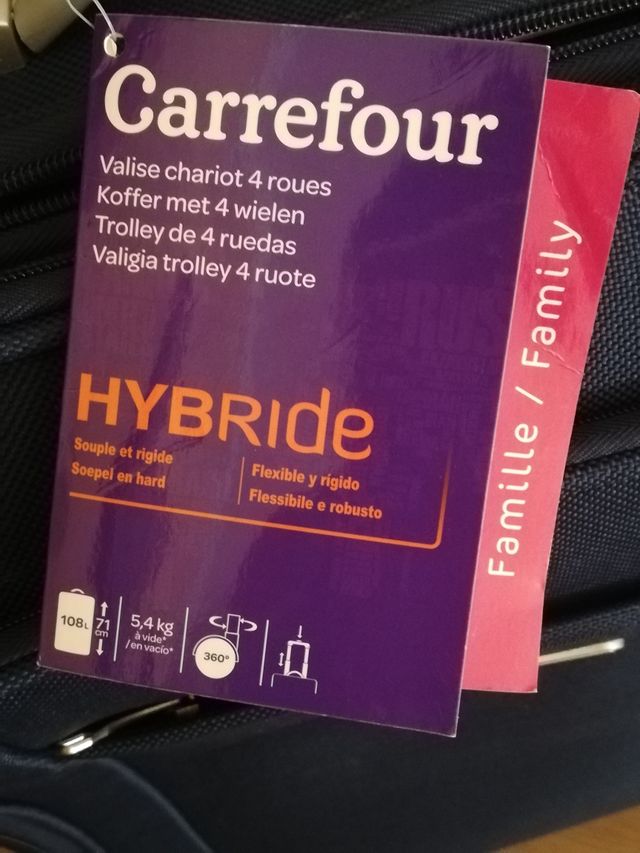 Carrefour
Valise chariot 4 roues
Koffer met 4 wielen
Trolley de 4 ruedas
Valigia trolley 4 ruote
HYBRide
Souple et rigide
Soepel en hard
Flexible y rígido
Flessibile e robusto
108L
71
cm
5,4 kg
à vide*
/en vacío*
360°
Famille / Family